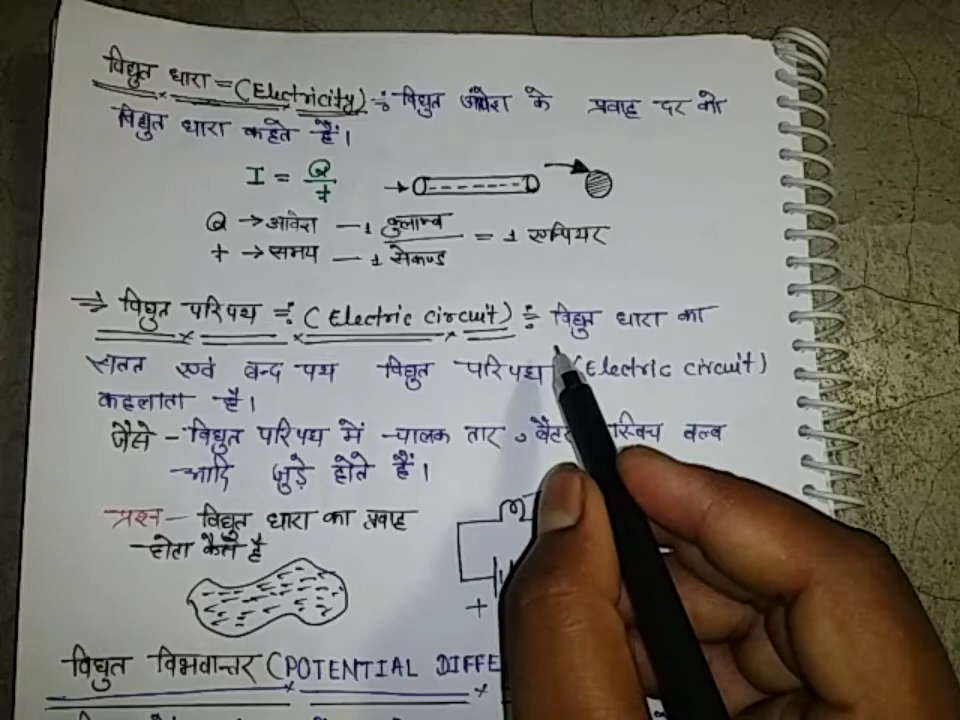 विद्युत धारा = (Electricity) ÷ विद्युत आवेश के प्रवाह दर को
विद्युत धारा कहते हैं।
I = Q/t
Q → आवेश — 1 कुलाम्ब
t → समय — 1 सेकण्ड
= 1 एम्पियर
⇒ विद्युत परिपथ ÷ (Electric circuit) ÷ विद्युत धारा का
सतत एवं बन्द पथ विद्युत परिपथ (Electric circuit)
कहलाता है।
जैसे - विद्युत परिपथ में चालक तार, स्विच बल्ब
आदि जुड़े होते हैं।
प्रश्न - विद्युत धारा का प्रवाह
होता कैसे है
+
विद्युत विभवान्तर (POTENTIAL DIFFE